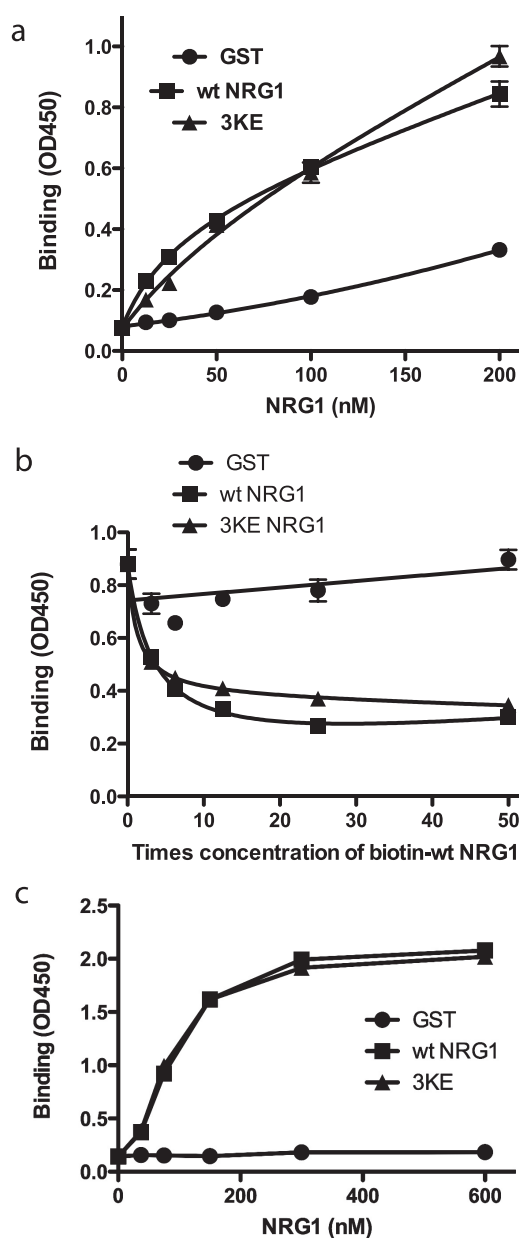 a
GST
wt NRG1
3KE
Binding (OD450)
1.0
0.8
0.6
0.4
0.2
0.0
0 50 100 150 200
NRG1 (nM)
b
GST
wt NRG1
3KE NRG1
Binding (OD450)
1.0
0.8
0.6
0.4
0.2
0.0
0 10 20 30 40 50
Times concentration of biotin-wt NRG1
c
GST
wt NRG1
3KE
Binding (OD450)
2.5
2.0
1.5
1.0
0.5
0.0
0 200 400 600
NRG1 (nM)